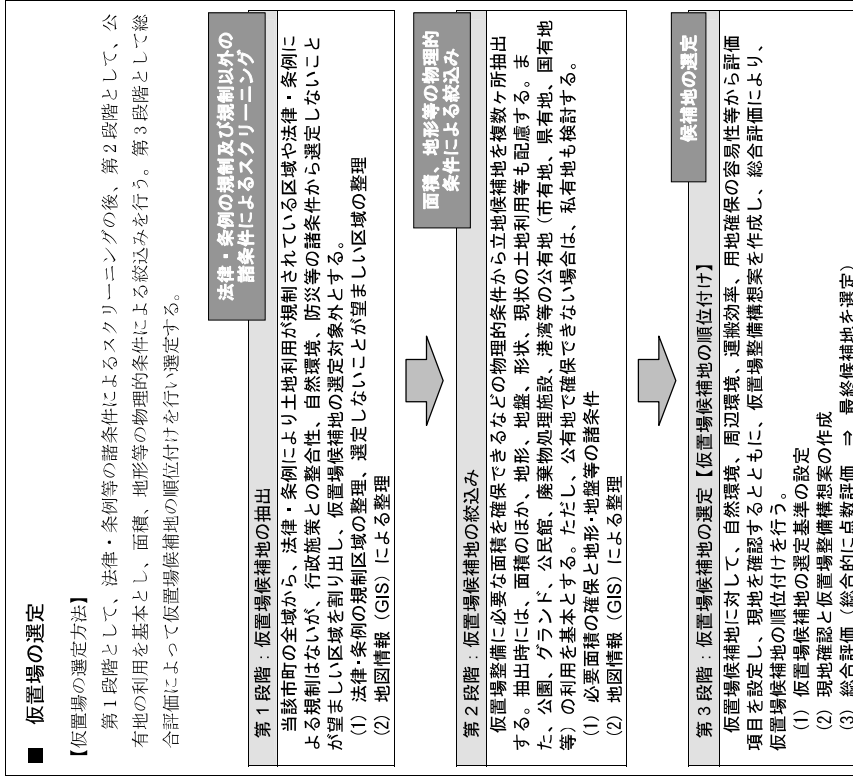 ■ 仮置場の選定
【仮置場の選定方法】
第1段階として、法律・条例等の諸条件によるスクリーニングの後、第2段階として、公
有地の利用を基本とし、面積、地形等の物理的条件による絞込みを行う。第3段階として総
合評価によって仮置場候補地の順位付けを行い選定する。
法律・条例の規制及び規制以外の
諸条件によるスクリーニング
第1段階：仮置場候補地の抽出
当該市町の全域から、法律・条例により土地利用が規制されている区域や法律・条例に
よる規制はないが、行政施策との整合性、自然環境、防災等の諸条件から選定しないこと
が望ましい区域を割り出し、仮置場候補地の選定対象外とする。
(1) 法律・条例の規制区域の整理、選定しないことが望ましい区域の整理
(2) 地図情報（GIS）による整理
面積、地形等の物理的
条件による絞込み
第2段階：仮置場候補地の絞込み
仮置場整備に必要な面積を確保できるなどの物理的条件から立地候補地を複数ヶ所抽出
する。抽出時には、面積のほか、地形、地盤、形状、現状の土地利用等も配慮する。ま
た、公園、グランド、公民館、廃棄物処理施設、港湾等の公有地（市有地、県有地、国有地
等）の利用を基本とする。ただし、公有地で確保できない場合は、私有地も検討する。
(1) 必要面積の確保と地形・地盤等の諸条件
(2) 地図情報（GIS）による整理
候補地の選定
第3段階：仮置場候補地の選定【仮置場候補地の順位付け】
仮置場候補地に対して、自然環境、周辺環境、運搬効率、用地確保の容易性等から評価
項目を設定し、現地を確認するとともに、仮置場整備構想案を作成し、総合評価により、
仮置場候補地の順位付けを行う。
(1) 仮置場候補地の選定基準の設定
(2) 現地確認と仮置場整備構想案の作成
(3) 総合評価（総合的に点数評価 ⇒ 最終候補地を選定）